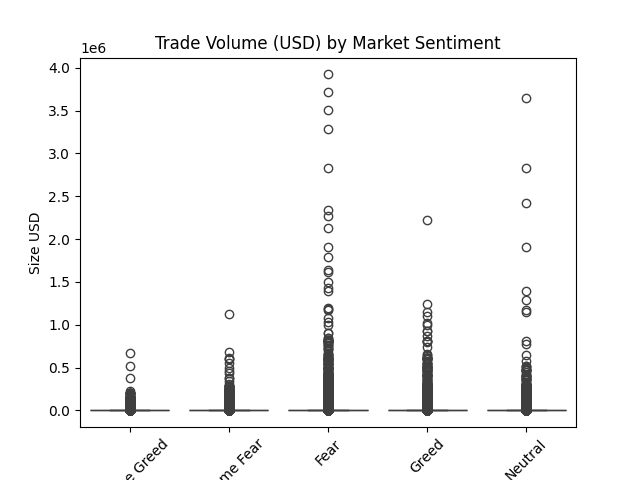 Trade Volume (USD) by Market Sentiment
1e6
4.0
3.5
3.0
2.5
2.0
1.5
1.0
0.5
0.0
Size USD
e Greed
me Fear
Fear
Greed
Neutral